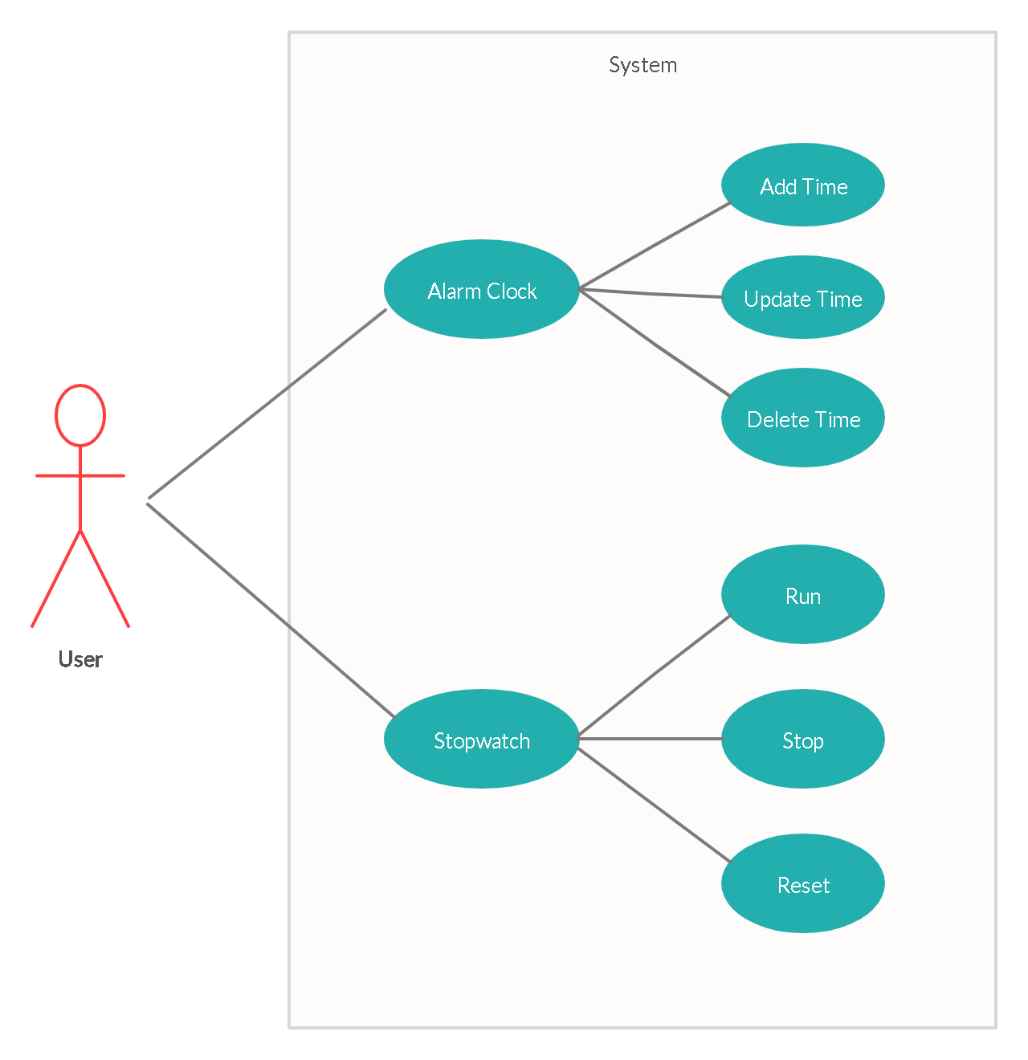 System
Add Time
Alarm Clock
Update Time
Delete Time
User
Run
Stopwatch
Stop
Reset